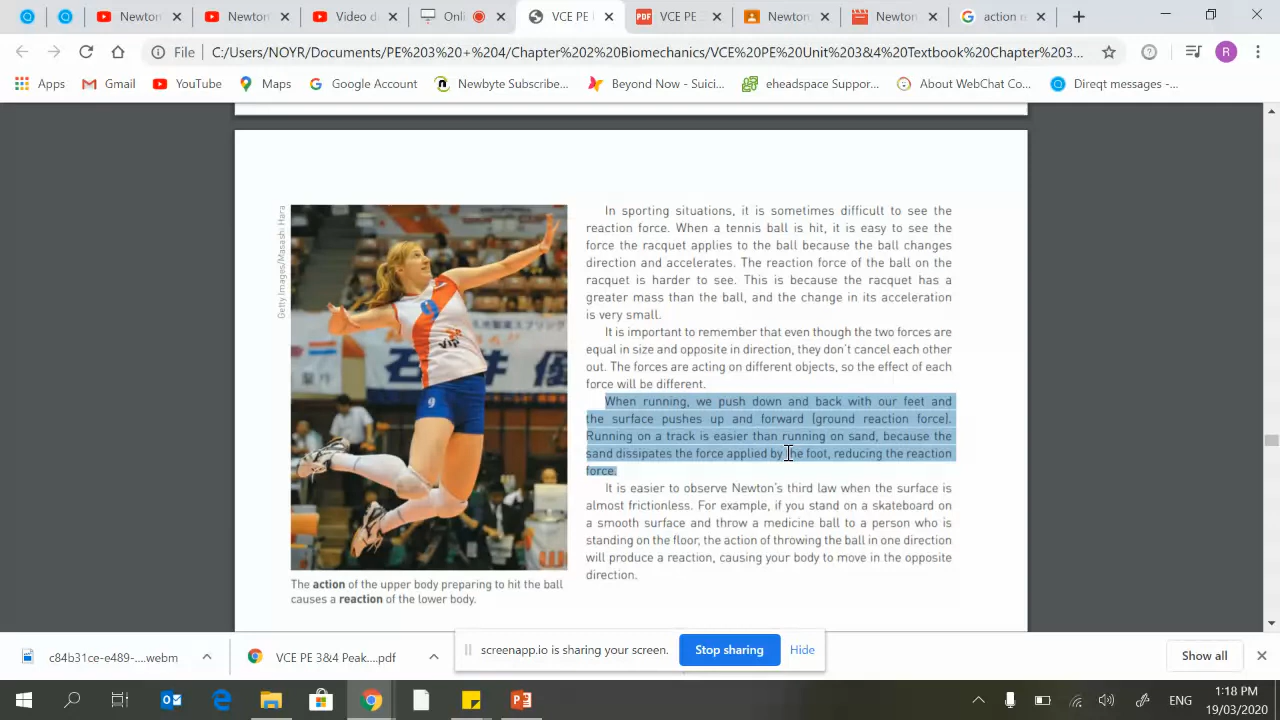 Newton
Newton
Video d
Onli
VCE PE
VCE PE
Newton
Newton
action re
File
C:/Users/NOYR/Documents/PE%203%20+%204/Chapter%202%20Biomechanics/VCE%20PE%20Unit%203&4%20Textbook%20Chapter%203...
R
Apps
Gmail
YouTube
Maps
Google Account
Newbyte Subscribe...
Beyond Now - Suici...
eheadspace Suppor...
About WebChat Co...
Direqt messages -...
Getty Images/Masashi Hara
9
VIP
9
In sporting situations, it is sometimes difficult to see the
reaction force. When a tennis ball is hit, it is easy to see the
force the racquet applies to the ball because the ball changes
direction and accelerates. The reaction force of the ball on the
racquet is harder to see. This is because the racquet has a
greater mass than the ball, and the change in its acceleration
is very small.
It is important to remember that even though the two forces are
equal in size and opposite in direction, they don't cancel each other
out. The forces are acting on different objects, so the effect of each
force will be different.
When running, we push down and back with our feet and
the surface pushes up and forward (ground reaction force).
Running on a track is easier than running on sand, because the
sand dissipates the force applied by the foot, reducing the reaction
force.
It is easier to observe Newton's third law when the surface is
almost frictionless. For example, if you stand on a skateboard on
a smooth surface and throw a medicine ball to a person who is
standing on the floor, the action of throwing the ball in one direction
will produce a reaction, causing your body to move in the opposite
direction.
The action of the upper body preparing to hit the ball
causes a reaction of the lower body.
c84b31ce-e489-....webm
VCE PE 3&4 Peak....pdf
screenapp.io is sharing your screen.
Stop sharing
Hide
Show all
ENG
1:18 PM
19/03/2020